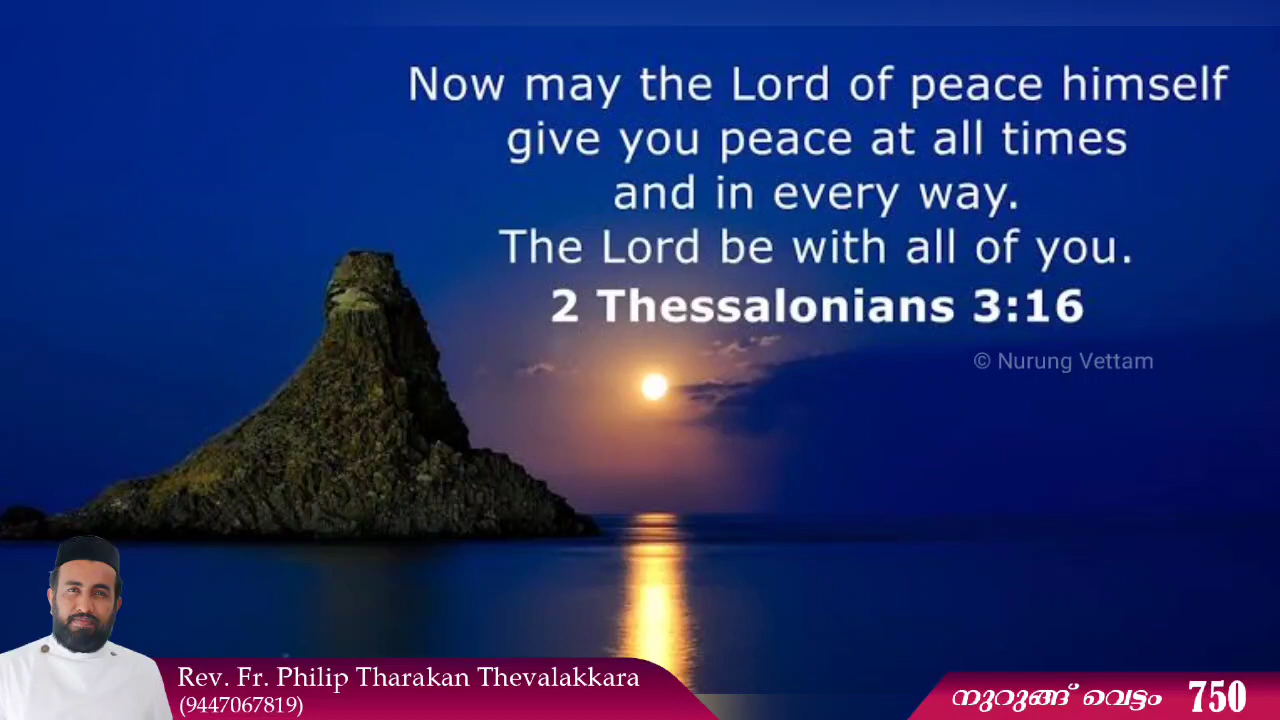 Now may the Lord of peace himself
give you peace at all times
and in every way.
The Lord be with all of you.
2 Thessalonians 3:16
© Nurung Vettam
Rev. Fr. Philip Tharakan Thevalakkara
(9447067819)
നുറുങ്ങ് വെട്ടം 750